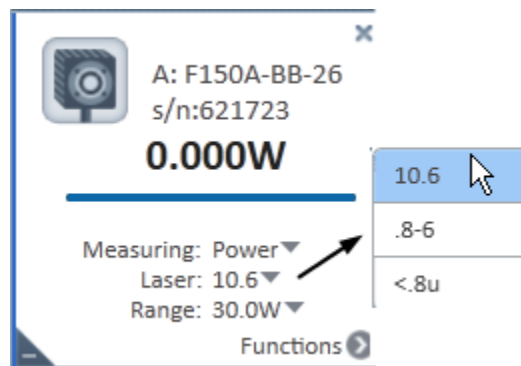 A: F150A-BB-26
s/n:621723
0.000W
Measuring: Power
Laser: 10.6
Range: 30.0W
Functions
10.6
.8-6
<.8u